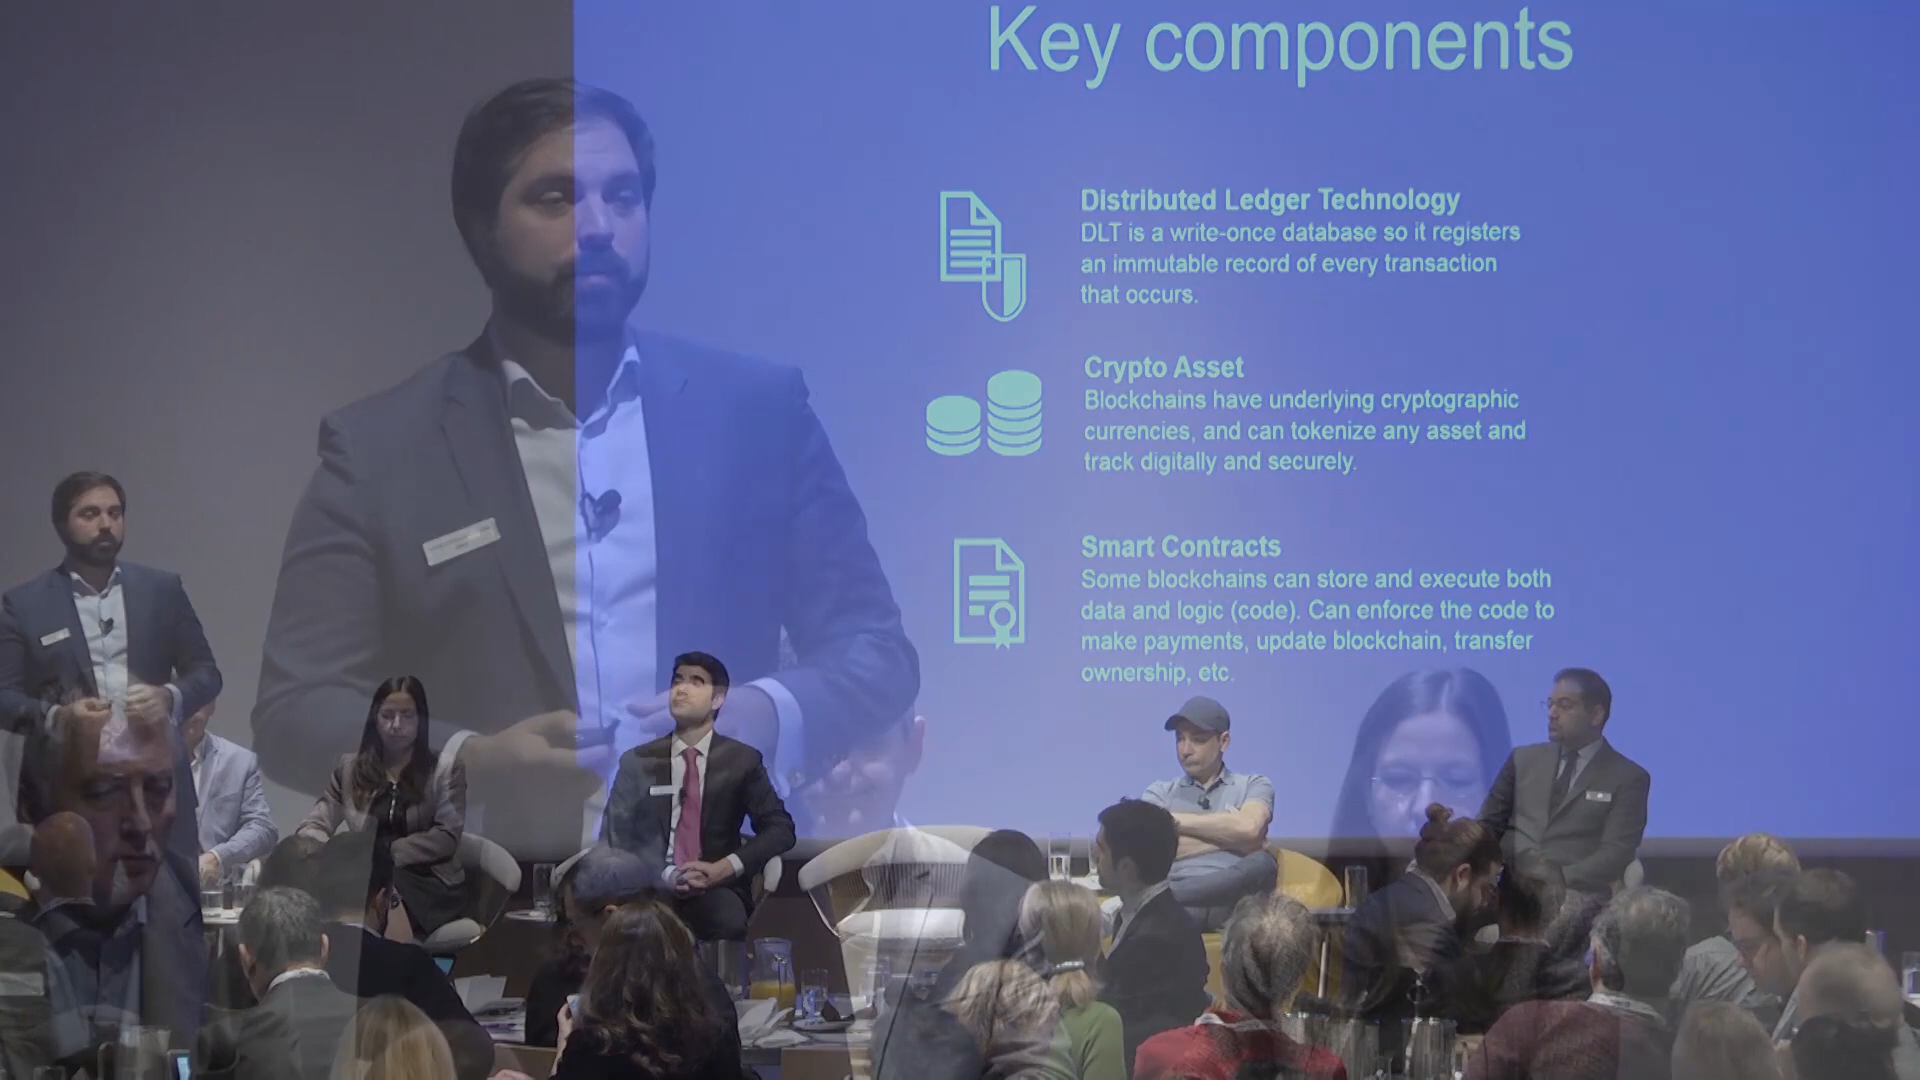 Key components
Distributed Ledger Technology
DLT is a write-once database so it registers
an immutable record of every transaction
that occurs.
Crypto Asset
Blockchains have underlying cryptographic
currencies, and can tokenize any asset and
track digitally and securely.
Smart Contracts
Some blockchains can store and execute both
data and logic (code). Can enforce the code to
make payments, update blockchain, transfer
ownership, etc.